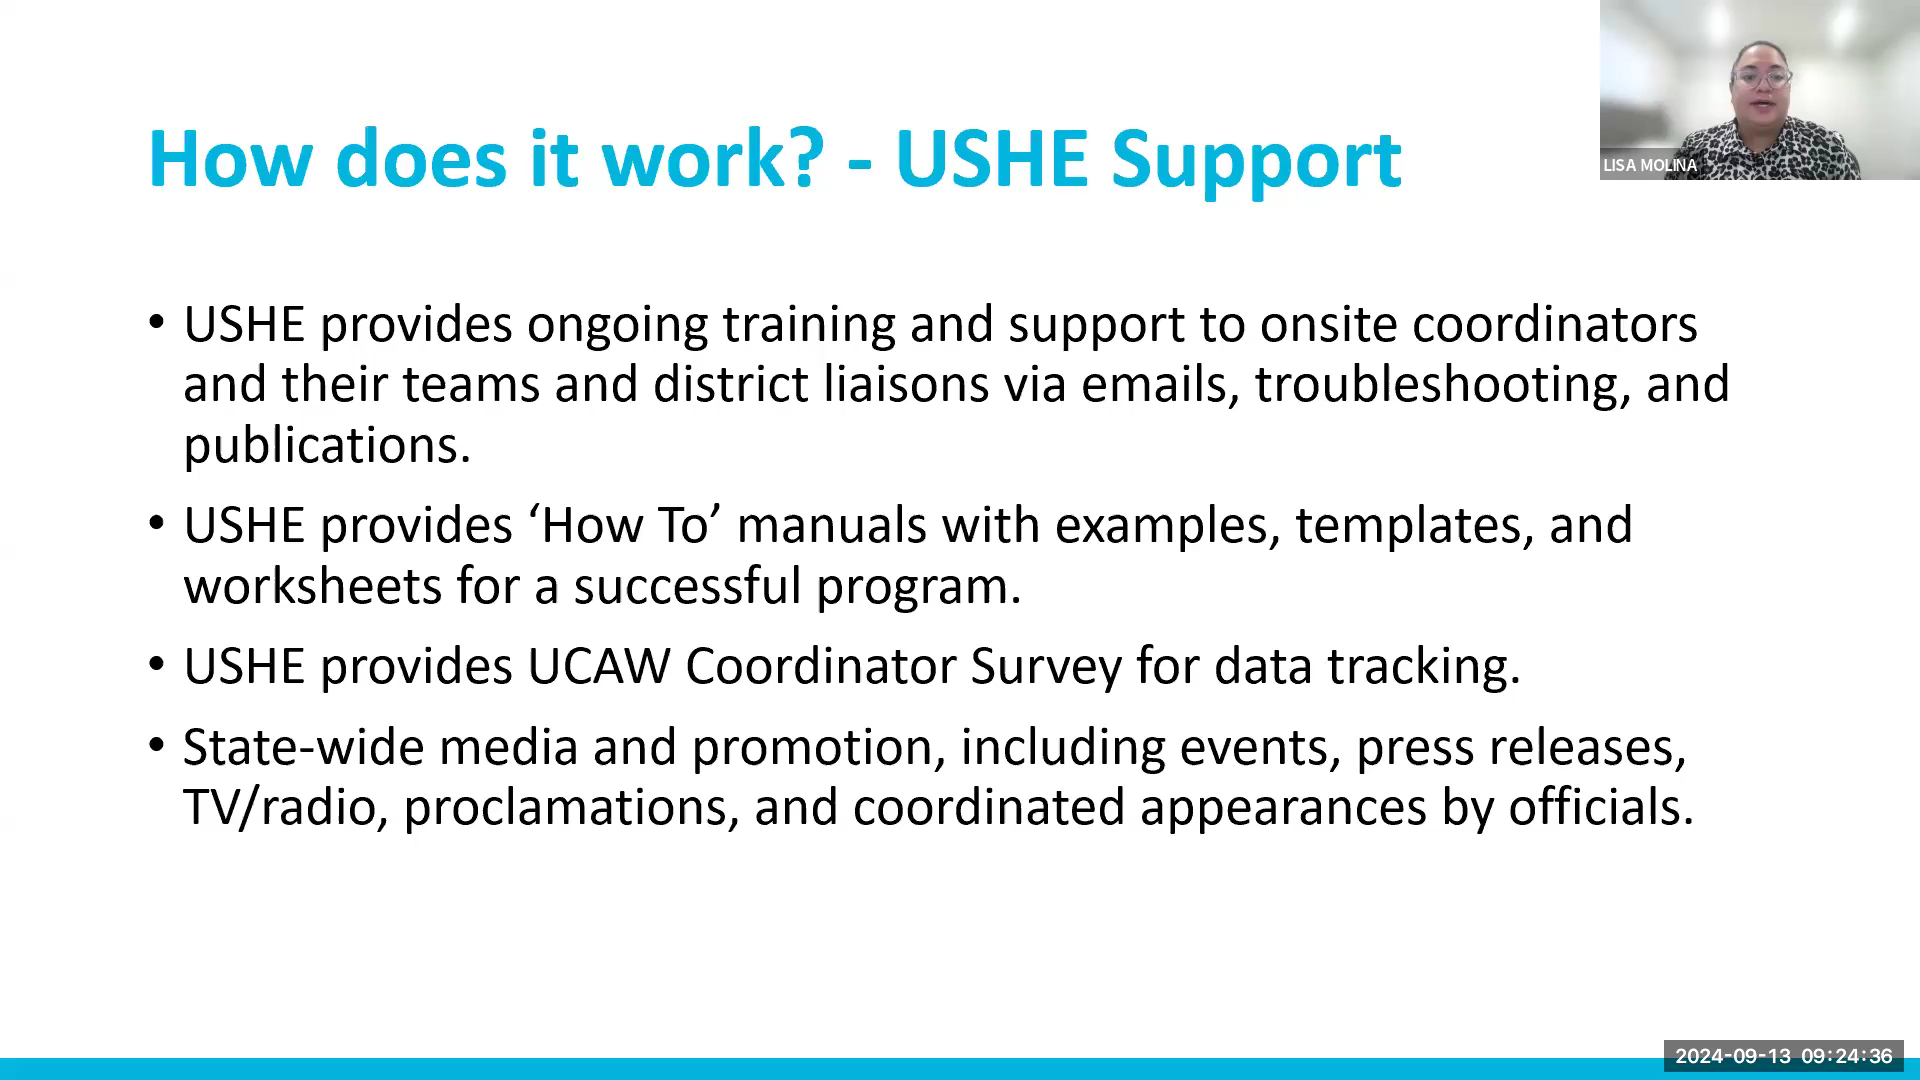 How does it work? - USHE Support
LISA MOLINA
• USHE provides ongoing training and support to onsite coordinators
and their teams and district liaisons via emails, troubleshooting, and
publications.
• USHE provides ‘How To’ manuals with examples, templates, and
worksheets for a successful program.
• USHE provides UCAW Coordinator Survey for data tracking.
• State-wide media and promotion, including events, press releases,
TV/radio, proclamations, and coordinated appearances by officials.
2024-09-13 09:24:36